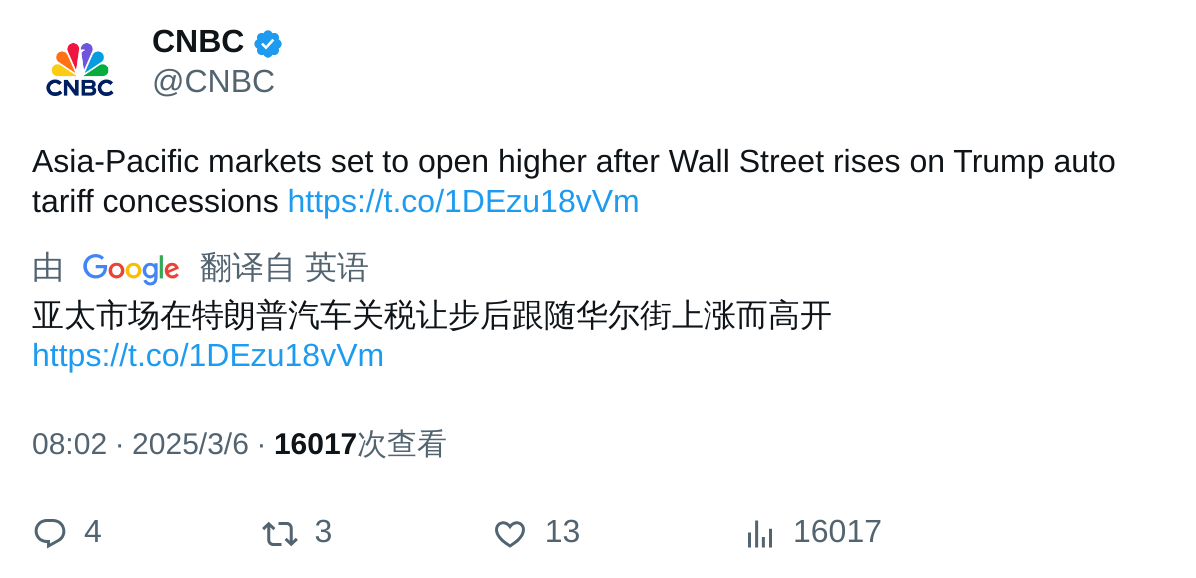 CNBC
CNBC
@CNBC
Asia-Pacific markets set to open higher after Wall Street rises on Trump auto
tariff concessions https://t.co/1DEzu18vVm
由 Google 翻译自 英语
亚太市场在特朗普汽车关税让步后跟随华尔街上涨而高开
https://t.co/1DEzu18vVm
08:02 · 2025/3/6 · 16017次查看
4 3 13 16017